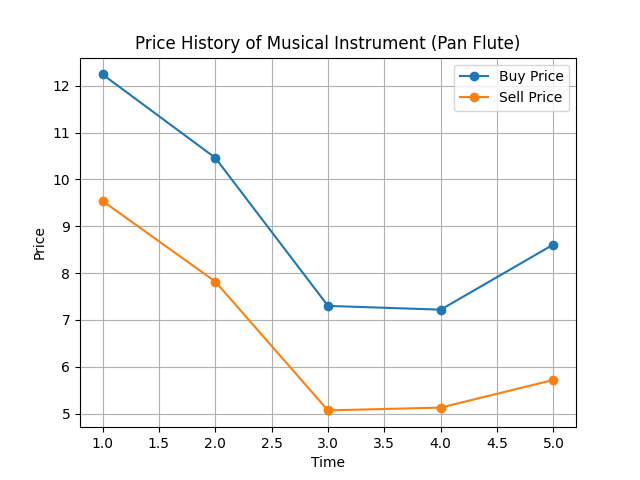 Price History of Musical Instrument (Pan Flute)
Buy Price
Sell Price
12
11
10
9
8
7
6
5
Price
1.0 1.5 2.0 2.5 3.0 3.5 4.0 4.5 5.0
Time